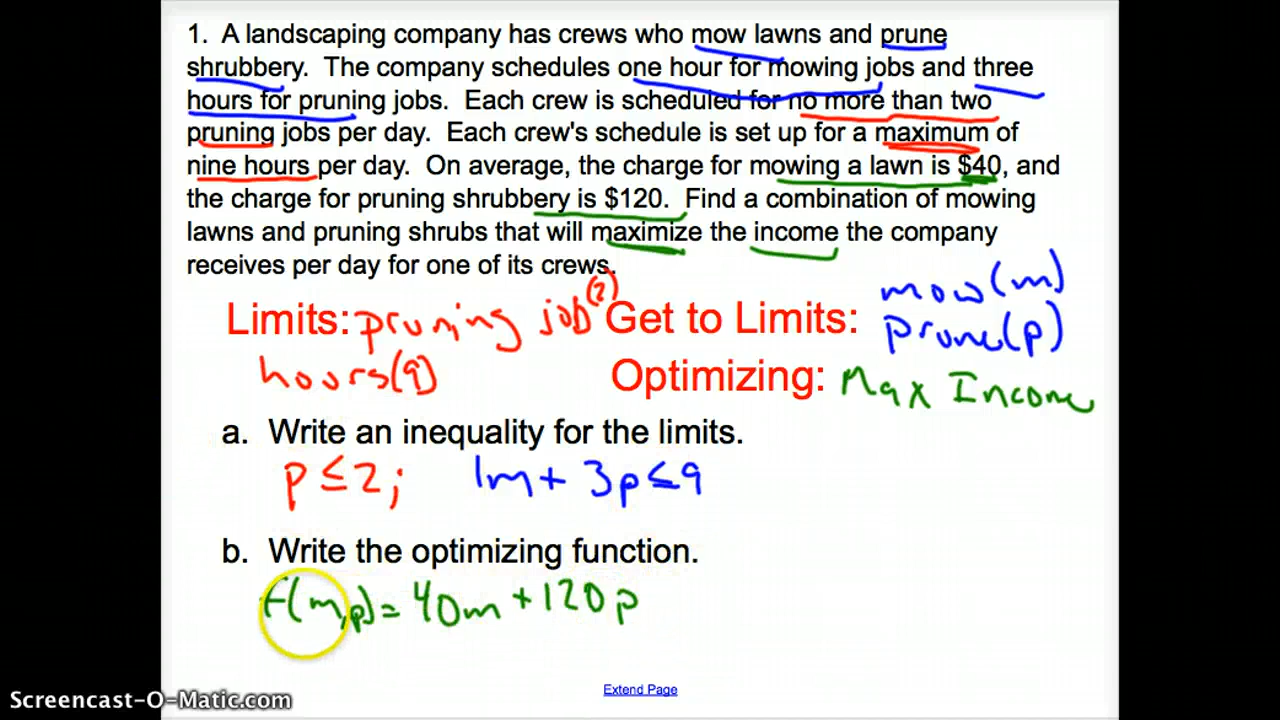 1. A landscaping company has crews who mow lawns and prune
shrubbery. The company schedules one hour for mowing jobs and three
hours for pruning jobs. Each crew is scheduled for no more than two
pruning jobs per day. Each crew's schedule is set up for a maximum of
nine hours per day. On average, the charge for mowing a lawn is $40, and
the charge for pruning shrubbery is $120. Find a combination of mowing
lawns and pruning shrubs that will maximize the income the company
receives per day for one of its crews.
Limits: pruning job(2)
hours(9)
Get to Limits: mow(m)
prune(p)
Optimizing: Max Income
a. Write an inequality for the limits.
p ≤ 2; 1m + 3p ≤ 9
b. Write the optimizing function.
f(m,p) = 40m + 120p
Extend Page
Screencast-O-Matic.com